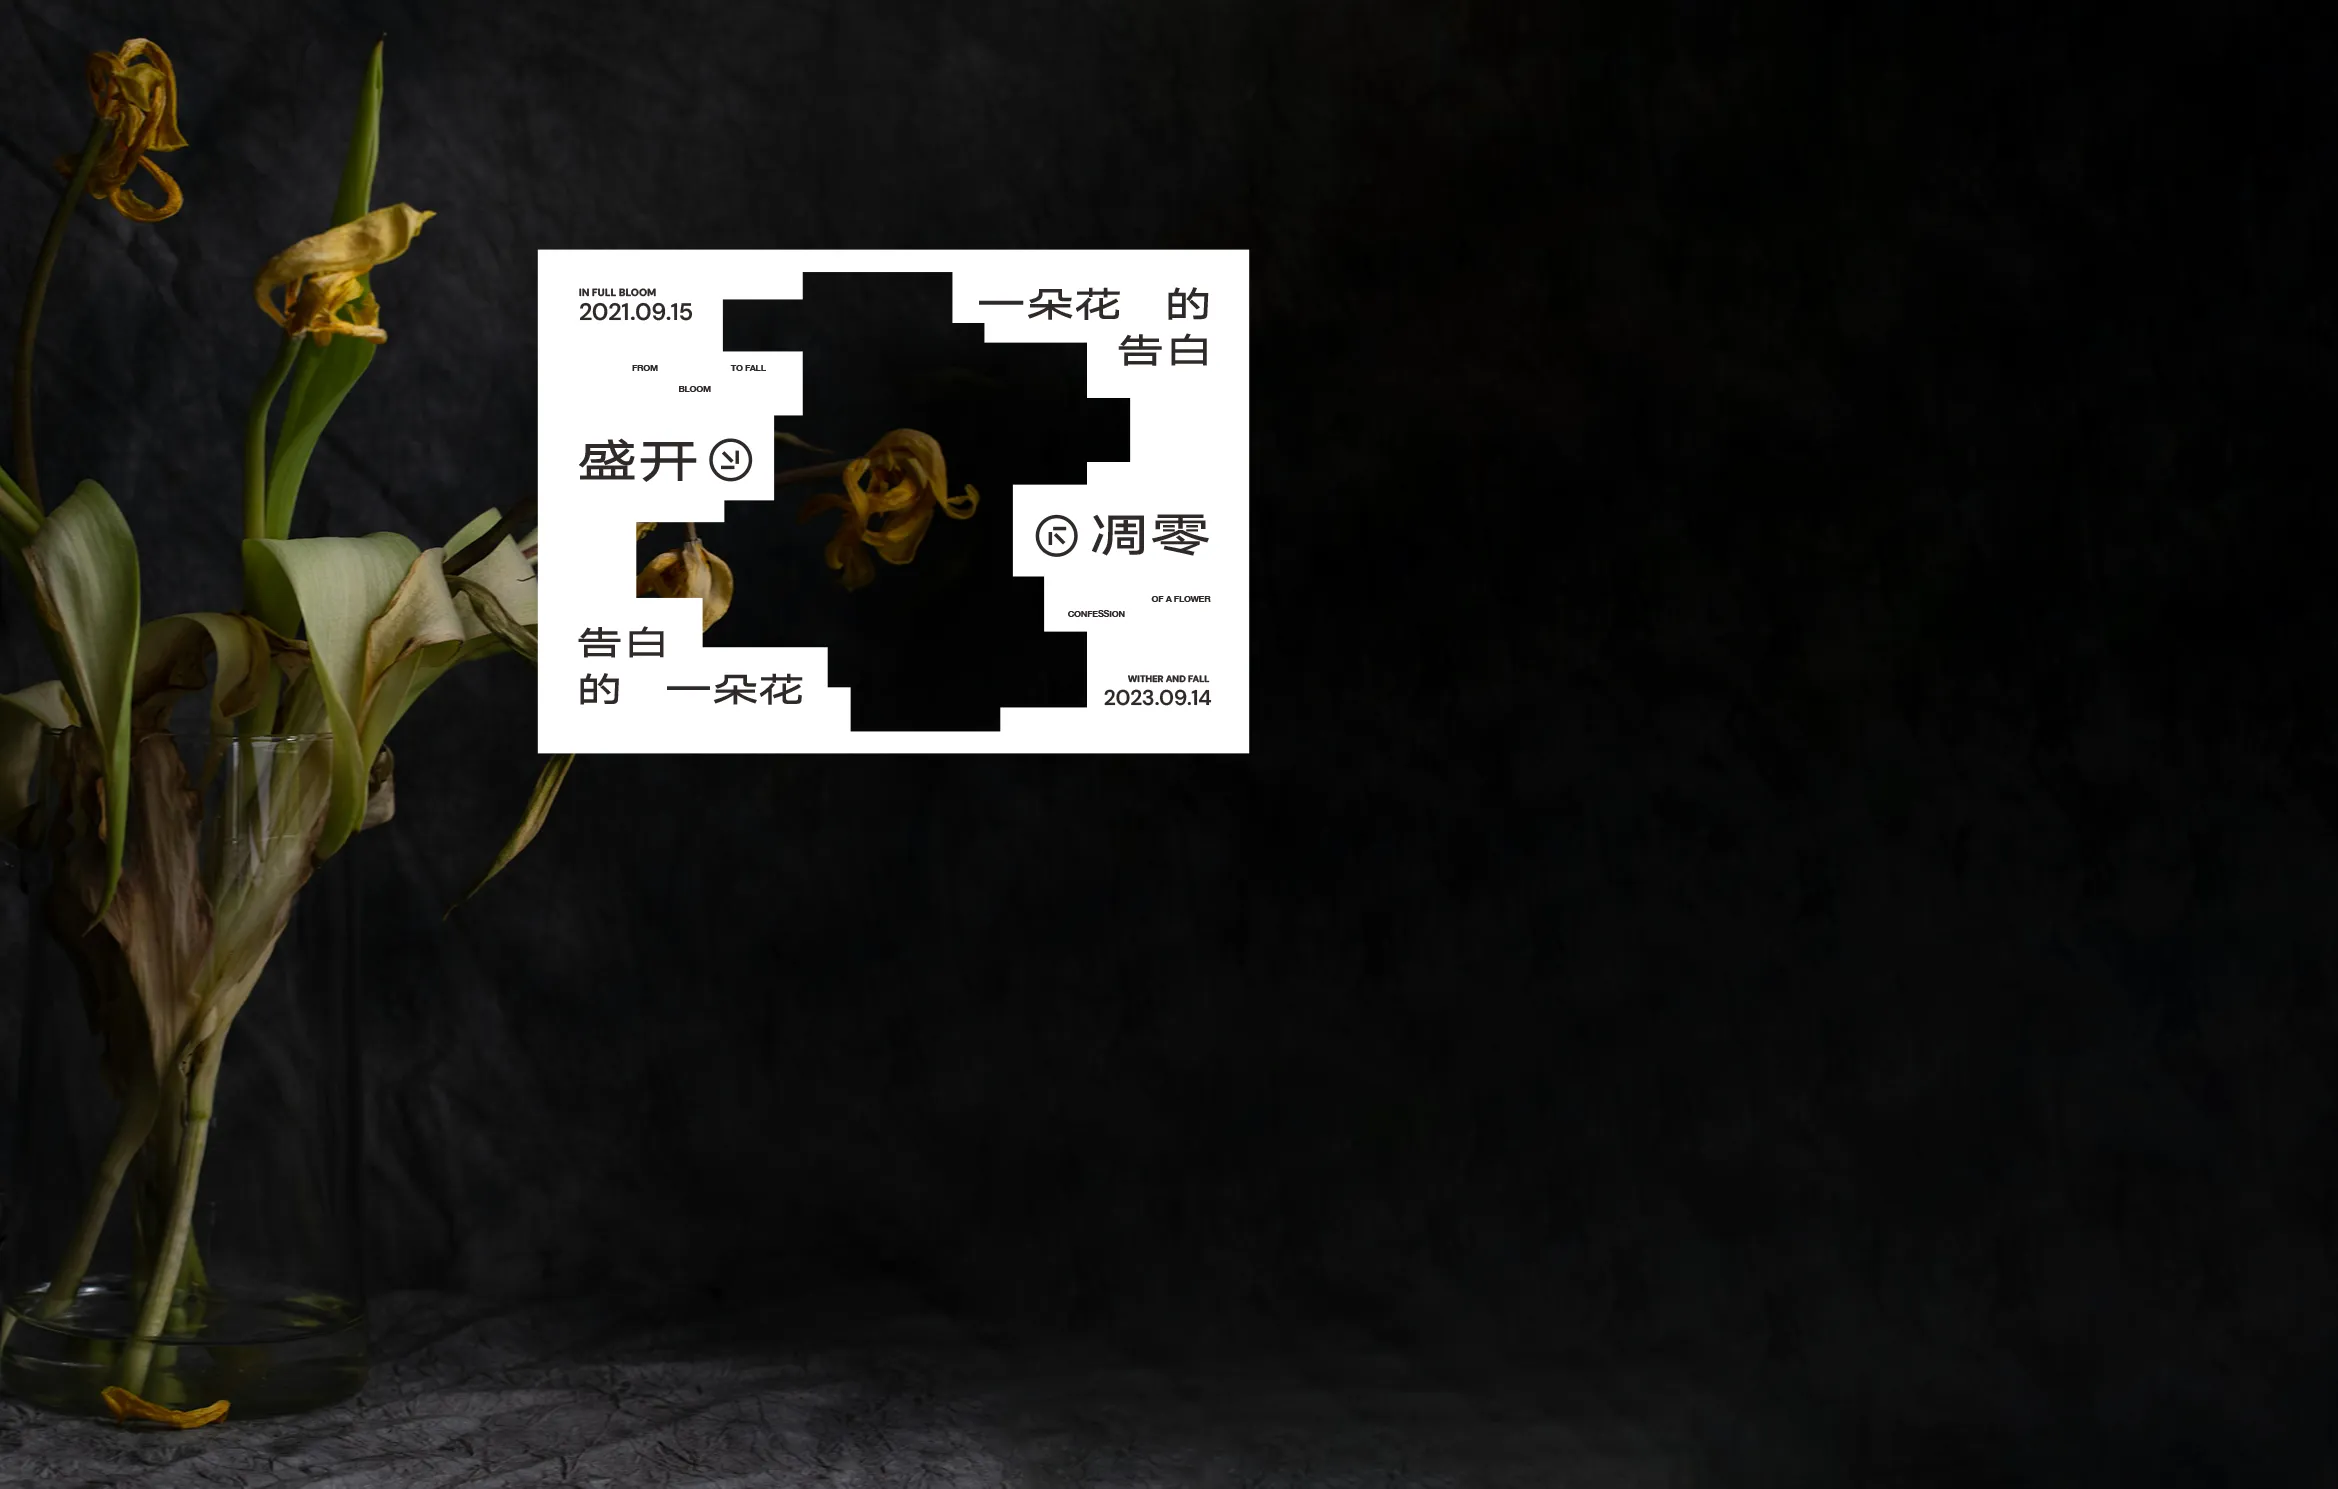 IN FULL BLOOM
2021.09.15
一朵花 的
告白
FROM TO FALL
BLOOM
盛开
凋零
OF A FLOWER
CONFESSION
告白
的 一朵花
WITHER AND FALL
2023.09.14